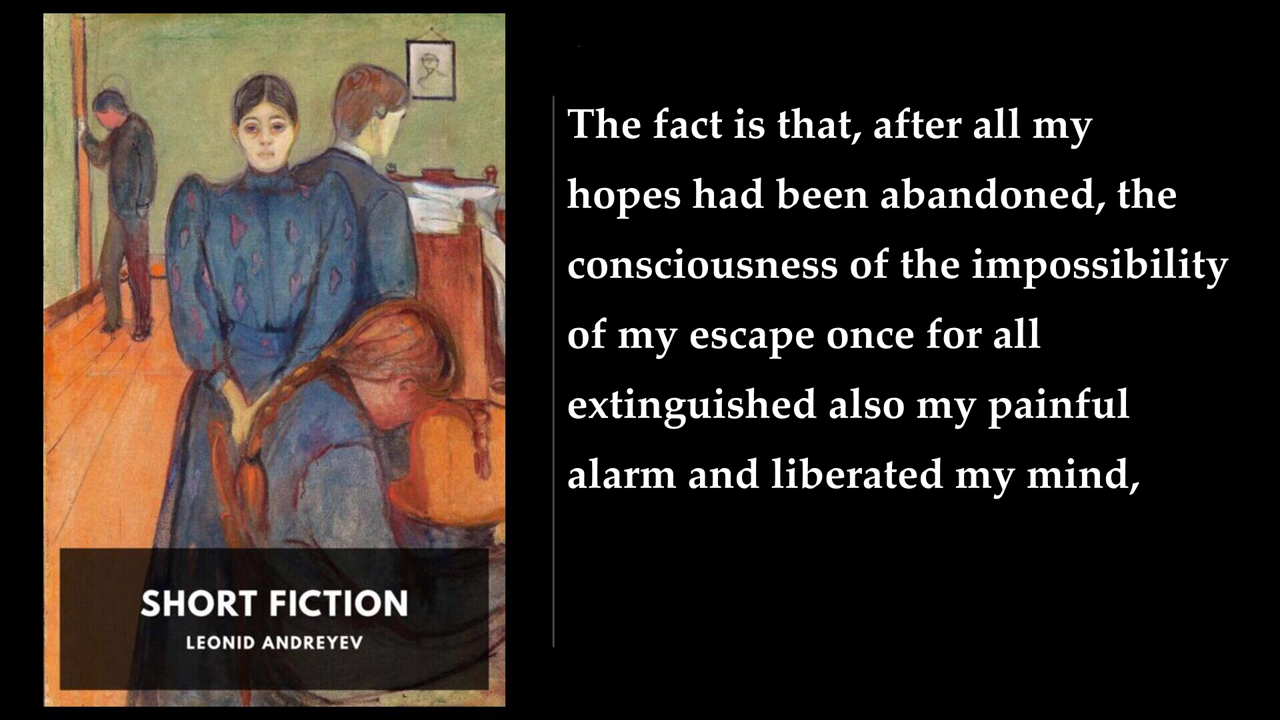 SHORT FICTION
LEONID ANDREYEV
The fact is that, after all my
hopes had been abandoned, the
consciousness of the impossibility
of my escape once for all
extinguished also my painful
alarm and liberated my mind,